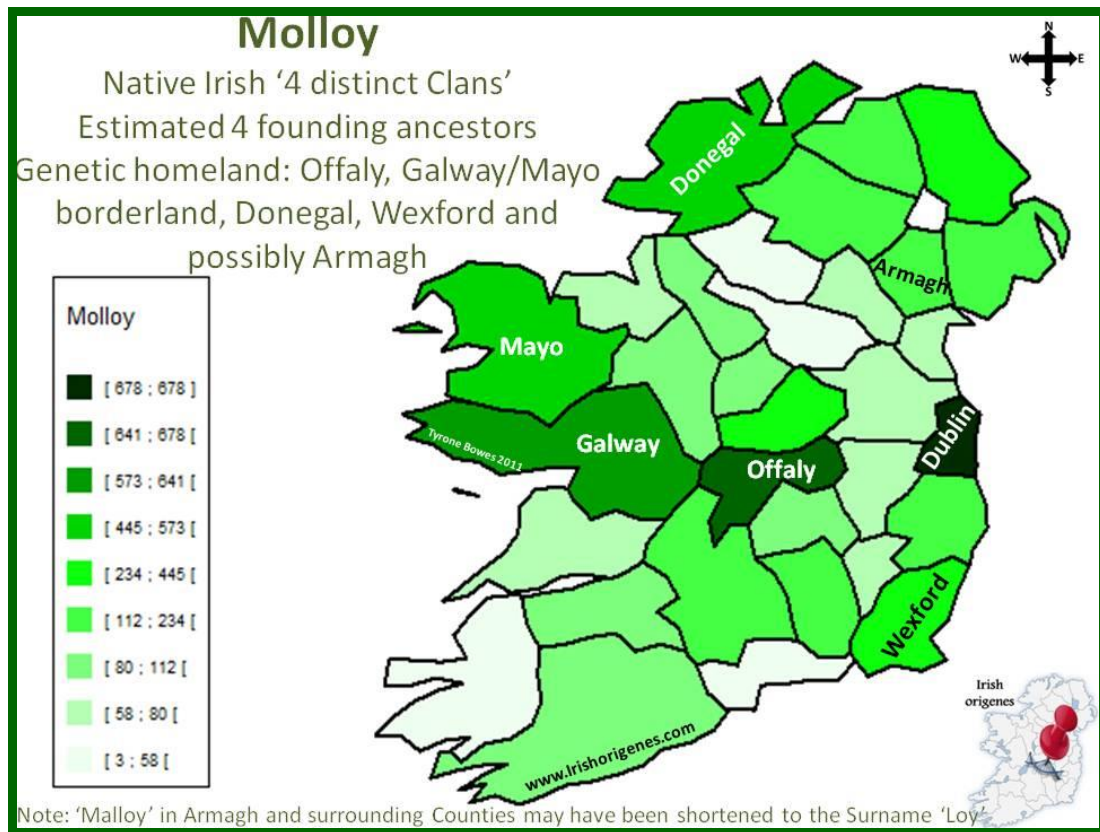 Molloy
Native Irish ‘4 distinct Clans’
Estimated 4 founding ancestors
Genetic homeland: Offaly, Galway/Mayo
borderland, Donegal, Wexford and
possibly Armagh
N
W E
S
Donegal
Armagh
Mayo
Galway
Tyrone Bowes 2011
Offaly
Dublin
Wexford
www.Irishorigenes.com
Molloy
[ 678 ; 678 ]
[ 641 ; 678 [
[ 573 ; 641 [
[ 445 ; 573 [
[ 234 ; 445 [
[ 112 ; 234 [
[ 80 ; 112 [
[ 58 ; 80 [
[ 3 ; 58 [
Irish
origenes
Note: ‘Malloy’ in Armagh and surrounding Counties may have been shortened to the Surname ‘Loy’